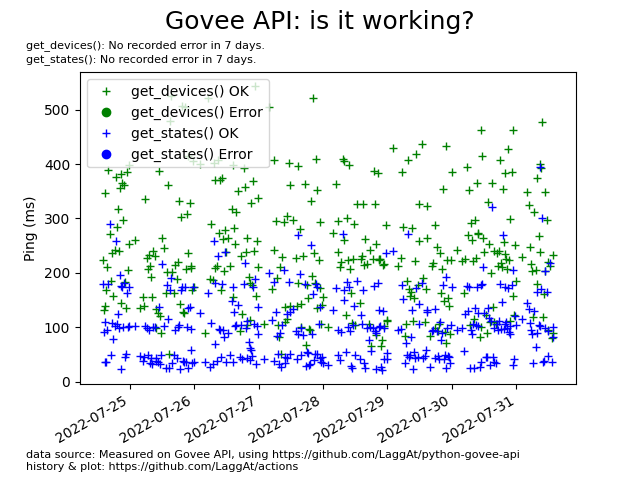 Govee API: is it working?
get_devices(): No recorded error in 7 days.
get_states(): No recorded error in 7 days.
get_devices() OK
get_devices() Error
get_states() OK
get_states() Error
Ping (ms)
500
400
300
200
100
0
2022-07-25
2022-07-26
2022-07-27
2022-07-28
2022-07-29
2022-07-30
2022-07-31
data source: Measured on Govee API, using https://github.com/LaggAt/python-govee-api
history & plot: https://github.com/LaggAt/actions